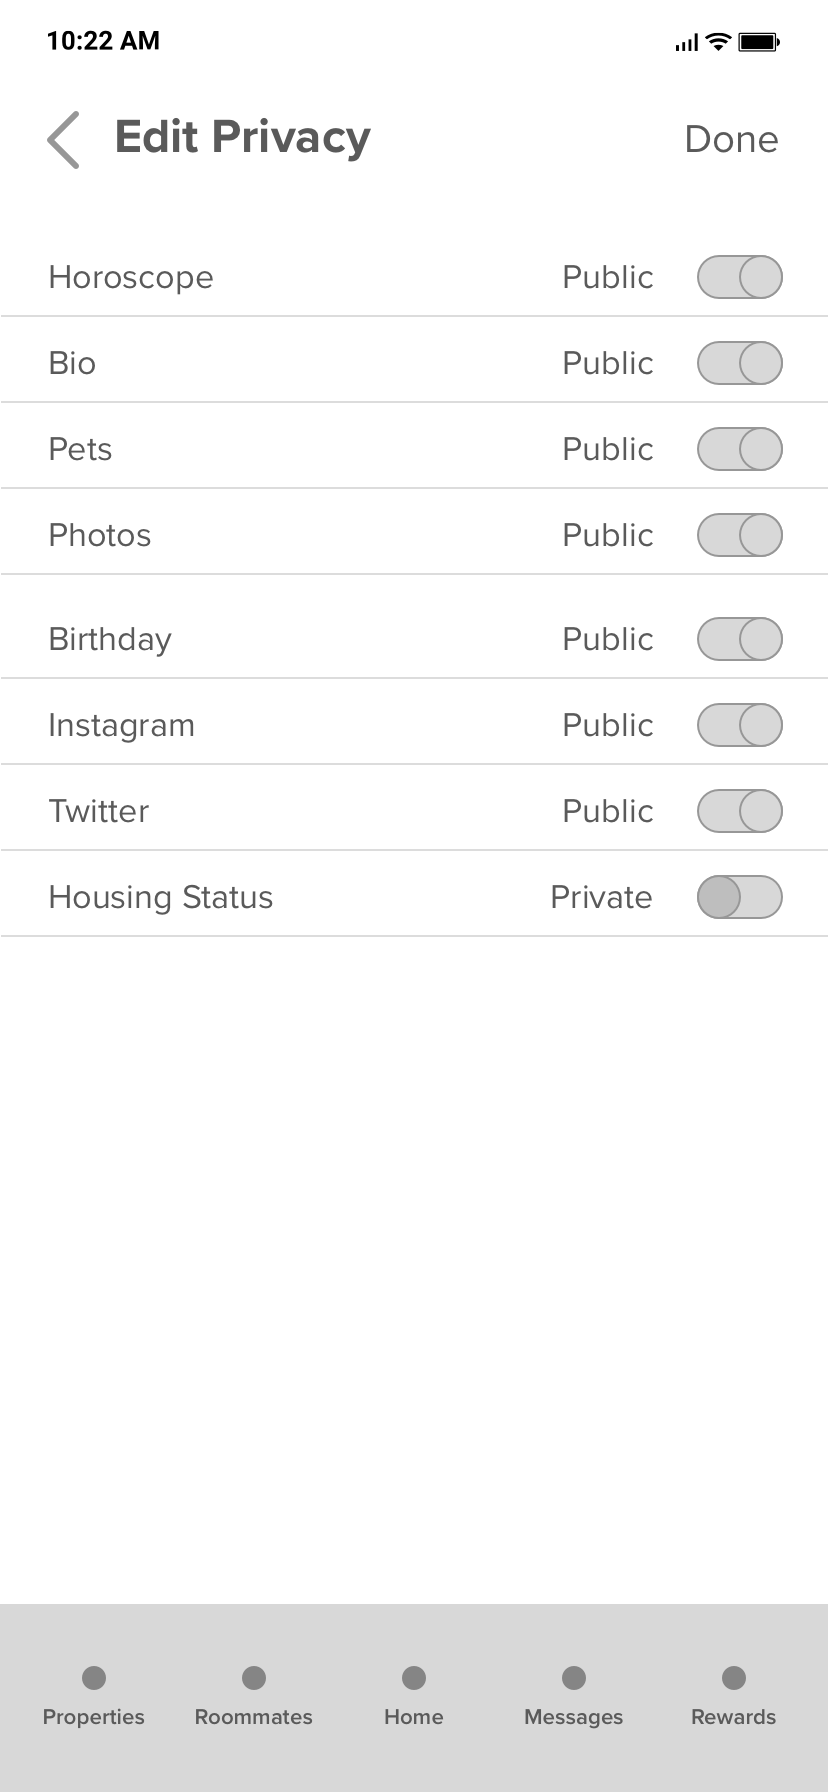 10:22 AM
Edit Privacy Done
Horoscope Public
Bio Public
Pets Public
Photos Public
Birthday Public
Instagram Public
Twitter Public
Housing Status Private
Properties Roommates Home Messages Rewards